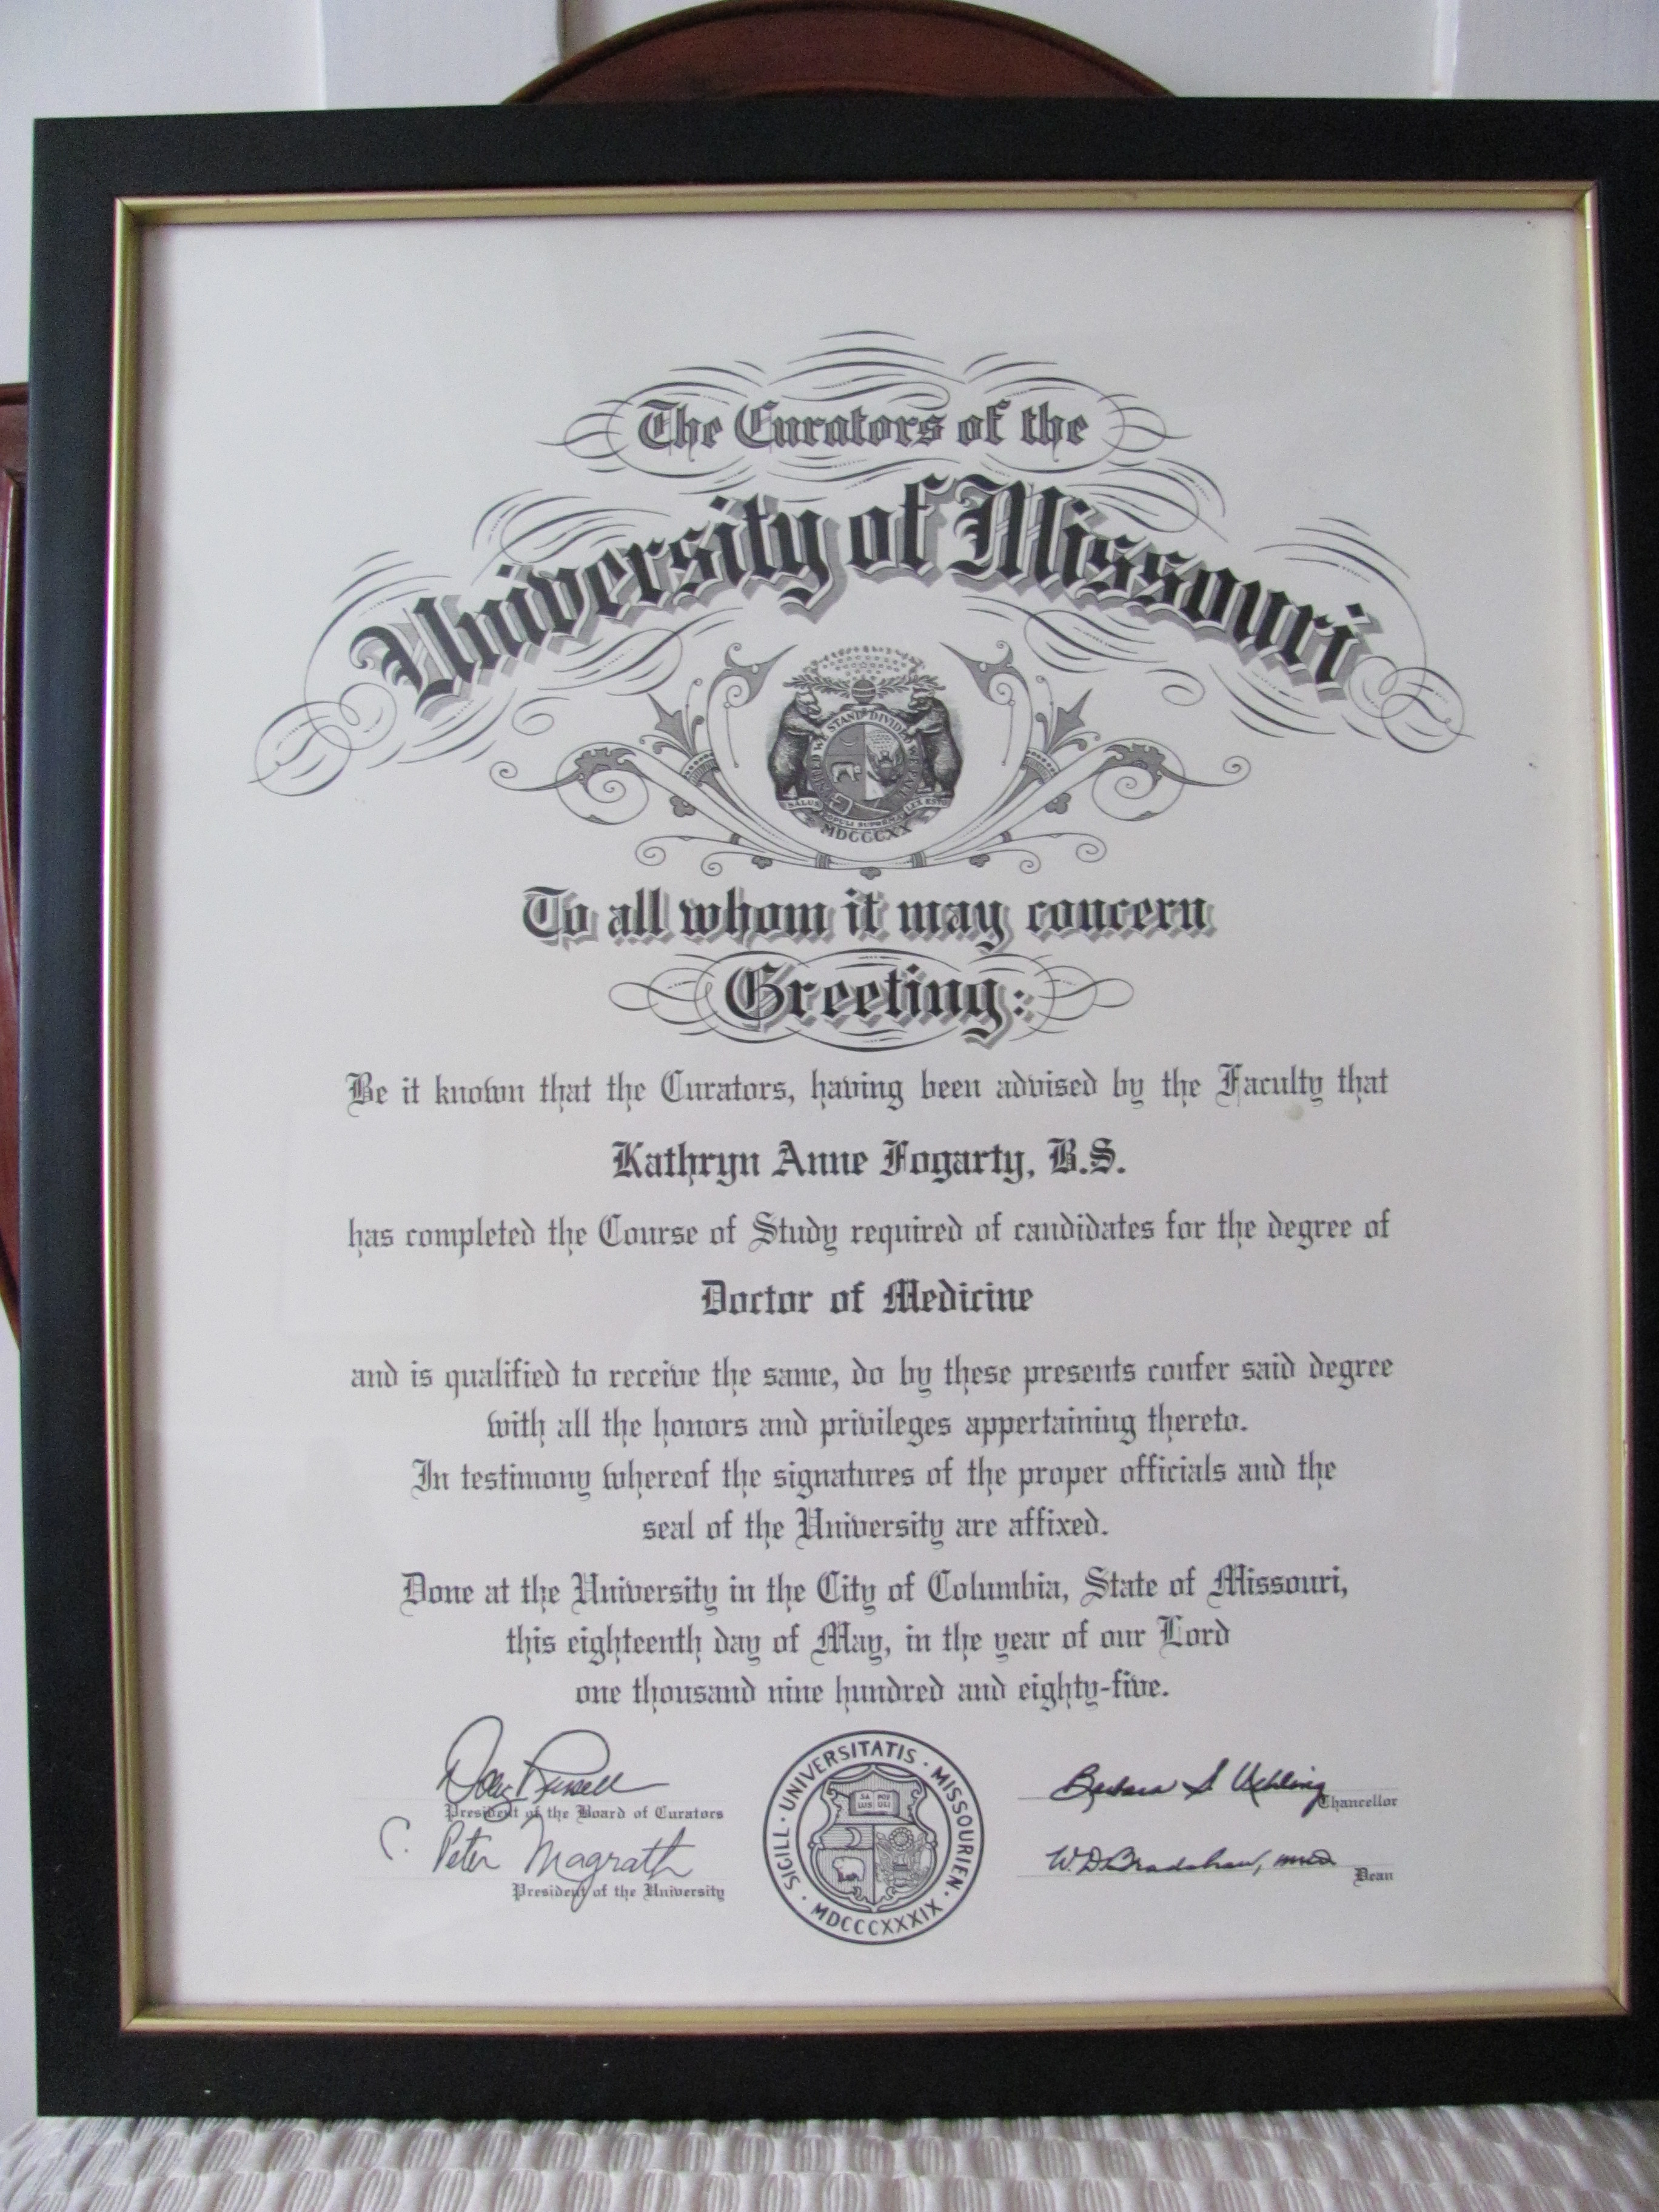 The Curators of the
University of Missouri
UNITED WE STAND DIVIDED WE FALL
SALUS POPULI SUPREMA LEX ESTO
MDCCCXX
To all whom it may concern
Greeting:
Be it known that the Curators, having been advised by the Faculty that
Kathryn Anne Fogarty, B.S.
has completed the Course of Study required of candidates for the degree of
Doctor of Medicine
and is qualified to receive the same, do by these presents confer said degree
with all the honors and privileges appertaining thereto.
In testimony whereof the signatures of the proper officials and the
seal of the University are affixed.
Done at the University in the City of Columbia, State of Missouri,
this eighteenth day of May, in the year of our Lord
one thousand nine hundred and eighty-five.
Doug Russell
President of the Board of Curators
C. Peter Magrath
President of the University
SIGILL · UNIVERSITATIS · MISSOURIEN ·
SA POP
LUS ULI
MDCCCXXXIX
Barbara S Uehling
Chancellor
W.D. Bradshaw,
Dean